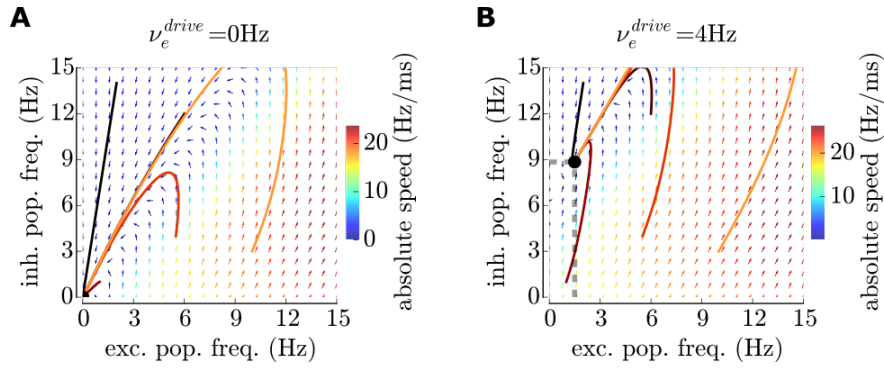 A
ν_e^{drive}=0Hz
inh. pop. freq. (Hz)
15
12
9
6
3
0
0 3 6 9 12 15
exc. pop. freq. (Hz)
20
10
0
absolute speed (Hz/ms)
B
ν_e^{drive}=4Hz
inh. pop. freq. (Hz)
15
12
9
6
3
0
0 3 6 9 12 15
exc. pop. freq. (Hz)
20
10
absolute speed (Hz/ms)